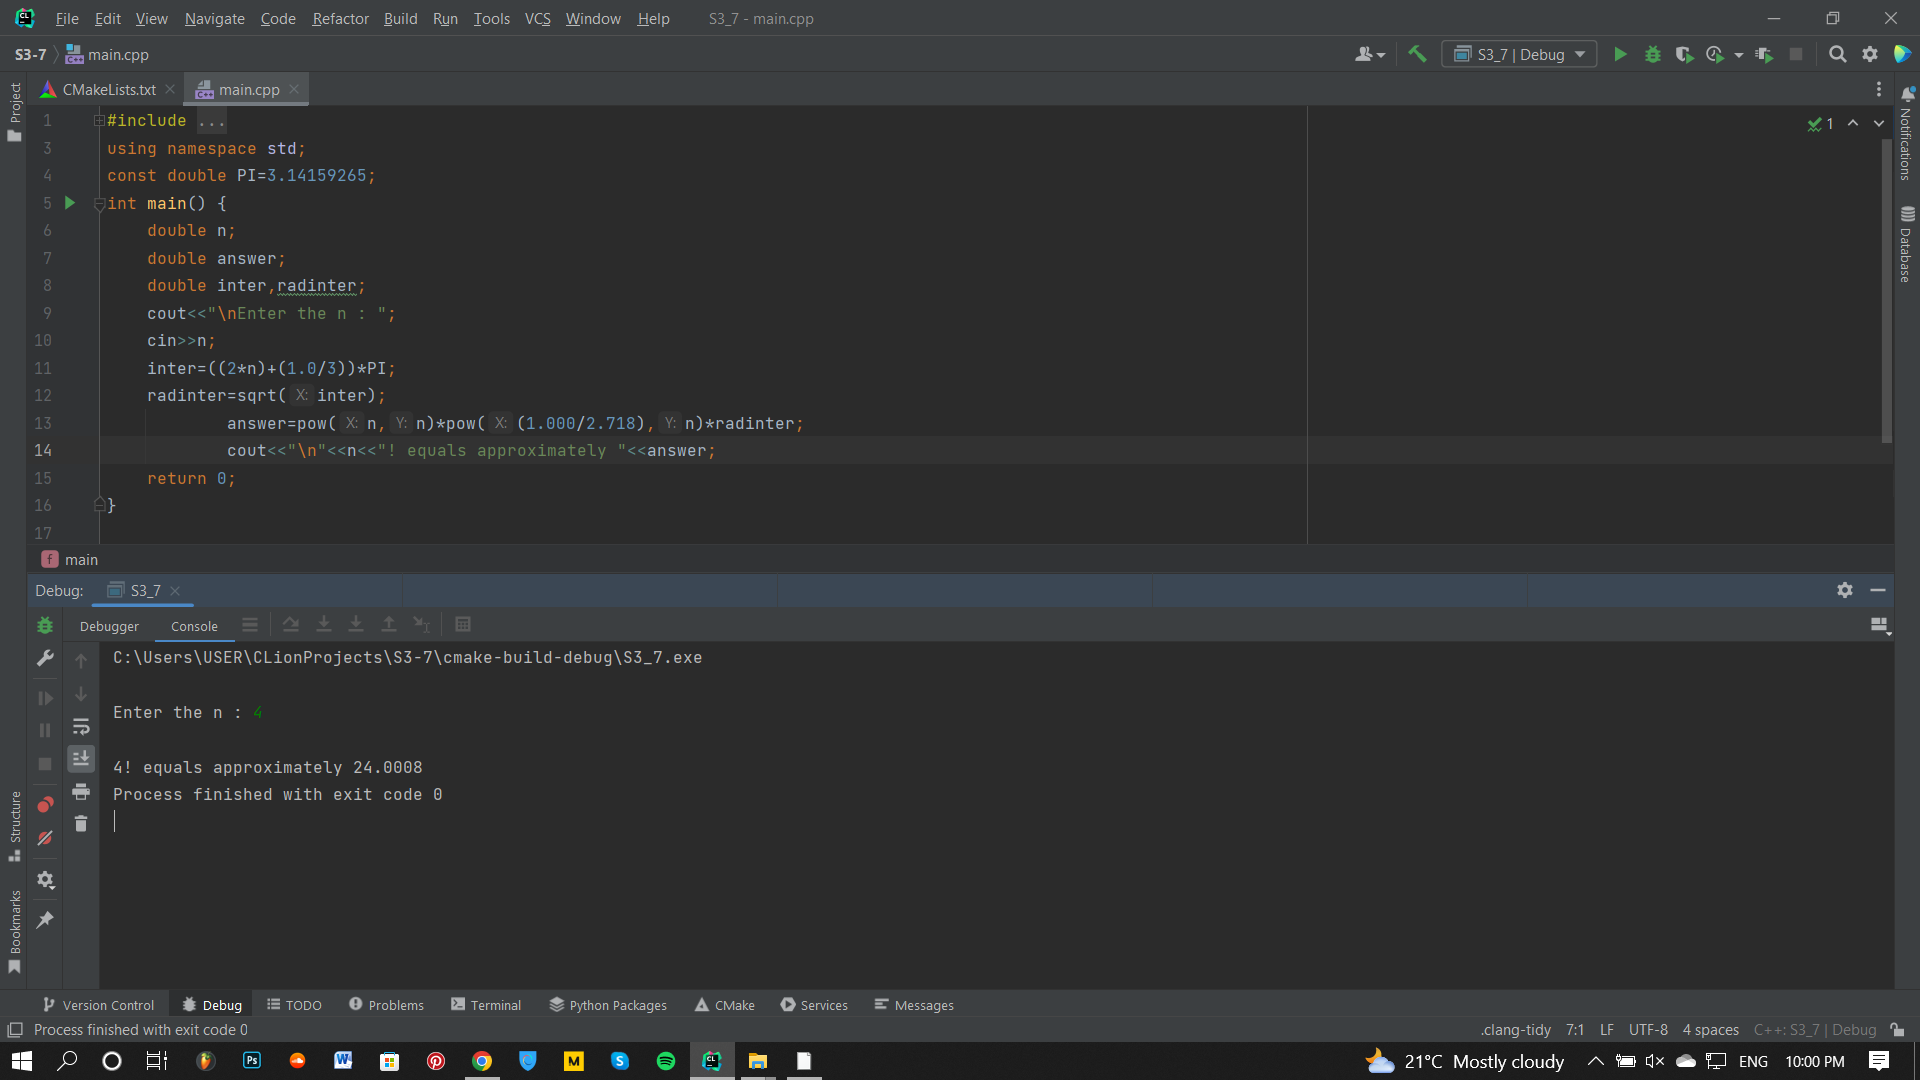 File Edit View Navigate Code Refactor Build Run Tools VCS Window Help S3_7 - main.cpp
S3-7 main.cpp S3_7 | Debug
CMakeLists.txt main.cpp
Project
Notifications
Database
1 #include ...
3 using namespace std;
4 const double PI=3.14159265;
5 int main() {
6 double n;
7 double answer;
8 double inter,radinter;
9 cout<<"\nEnter the n : ";
10 cin>>n;
11 inter=((2*n)+(1.0/3))*PI;
12 radinter=sqrt( X: inter);
13 answer=pow( X: n, Y: n)*pow( X: (1.000/2.718), Y: n)*radinter;
14 cout<<"\n"<<n<<"! equals approximately "<<answer;
15 return 0;
16 }
17
1
f main
Debug: S3_7
Debugger Console
C:\Users\USER\CLionProjects\S3-7\cmake-build-debug\S3_7.exe
Enter the n : 4
4! equals approximately 24.0008
Process finished with exit code 0
Structure
Bookmarks
Version Control Debug TODO Problems Terminal Python Packages CMake Services Messages
Process finished with exit code 0 .clang-tidy 7:1 LF UTF-8 4 spaces C++: S3_7 | Debug
21°C Mostly cloudy ENG 10:00 PM